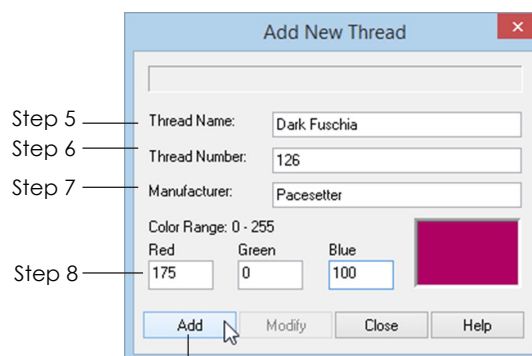 Add New Thread
Step 5
Thread Name: Dark Fuschia
Step 6
Thread Number: 126
Step 7
Manufacturer: Pacesetter
Color Range: 0 - 255
Red Green Blue
Step 8
175 0 100
Add Modify Close Help